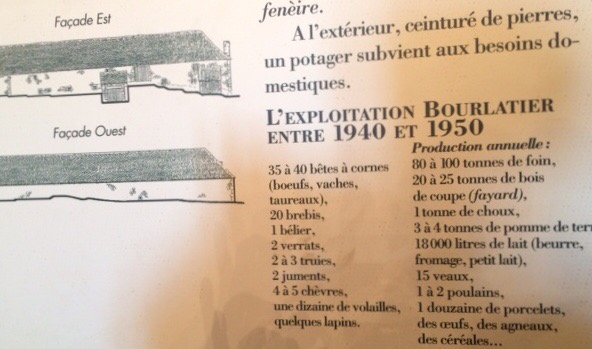 Façade Est
Façade Ouest
fenèire.
A l'extérieur, ceinturé de pierres,
un potager subvient aux besoins do-
mestiques.
L'EXPLOITATION BOURLATIER
ENTRE 1940 ET 1950
35 à 40 bêtes à cornes
(boeufs, vaches,
taureaux),
20 brebis,
1 bélier,
2 verrats,
2 à 3 truies,
2 juments,
4 à 5 chèvres,
une dizaine de volailles,
quelques lapins.
Production annuelle :
80 à 100 tonnes de foin,
20 à 25 tonnes de bois
de coupe (fayard),
1 tonne de choux,
3 à 4 tonnes de pomme de terr
18000 litres de lait (beurre,
fromage, petit lait),
15 veaux,
1 à 2 poulains,
1 douzaine de porcelets,
des œufs, des agneaux,
des céréales...